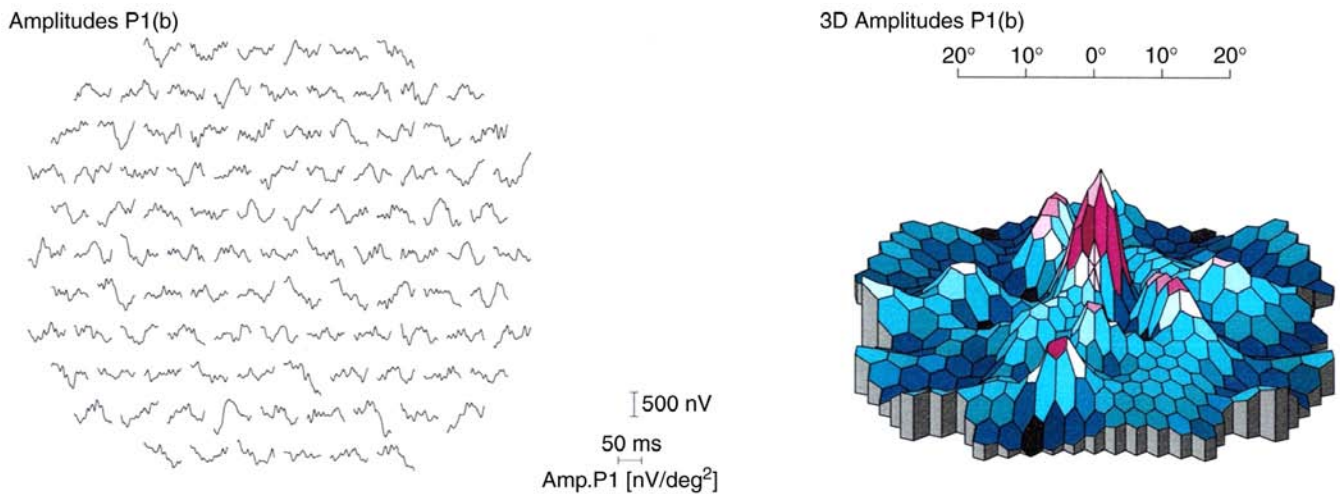 Amplitudes P1(b)
500 nV
50 ms
Amp.P1 [nV/deg²]
3D Amplitudes P1(b)
20° 10° 0° 10° 20°